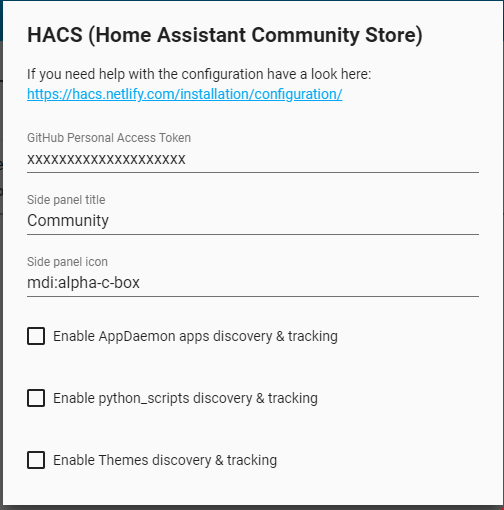 HACS (Home Assistant Community Store)
If you need help with the configuration have a look here:
https://hacs.netlify.com/installation/configuration/
GitHub Personal Access Token
xxxxxxxxxxxxxxxxxxxx
Side panel title
Community
Side panel icon
mdi:alpha-c-box
Enable AppDaemon apps discovery & tracking
Enable python_scripts discovery & tracking
Enable Themes discovery & tracking